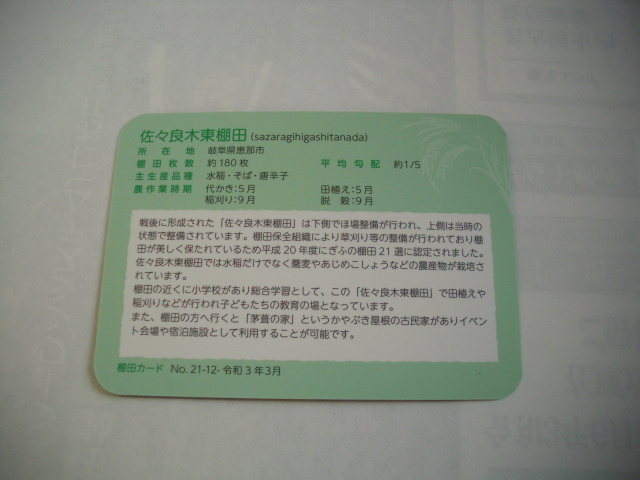 佐々良木東棚田 (sazaragihigashitanada)
所在地 岐阜県恵那市
棚田枚数 約180枚 平均勾配 約1/5
主生産品種 水稲・そば・唐辛子
農作業時期 代かき：5月 田植え：5月
稲刈り：9月 脱穀：9月
戦後に形成された「佐々良木東棚田」は下側でほ場整備が行われ、上側は当時の
状態で整備されています。棚田保全組織により草刈り等の整備が行われており棚
田が美しく保たれているため平成20年度にぎふの棚田21選に認定されました。
佐々良木東棚田では水稲だけでなく蕎麦やあじめこしょうなどの農産物が栽培さ
れています。
棚田の近くに小学校があり総合学習として、この「佐々良木東棚田」で田植えや
稲刈りなどが行われ子どもたちの教育の場となっています。
また、棚田の方へ行くと「茅葺の家」というかやぶき屋根の古民家がありイベン
ト会場や宿泊施設として利用することが可能です。
棚田カード No. 21-12- 令和3年3月